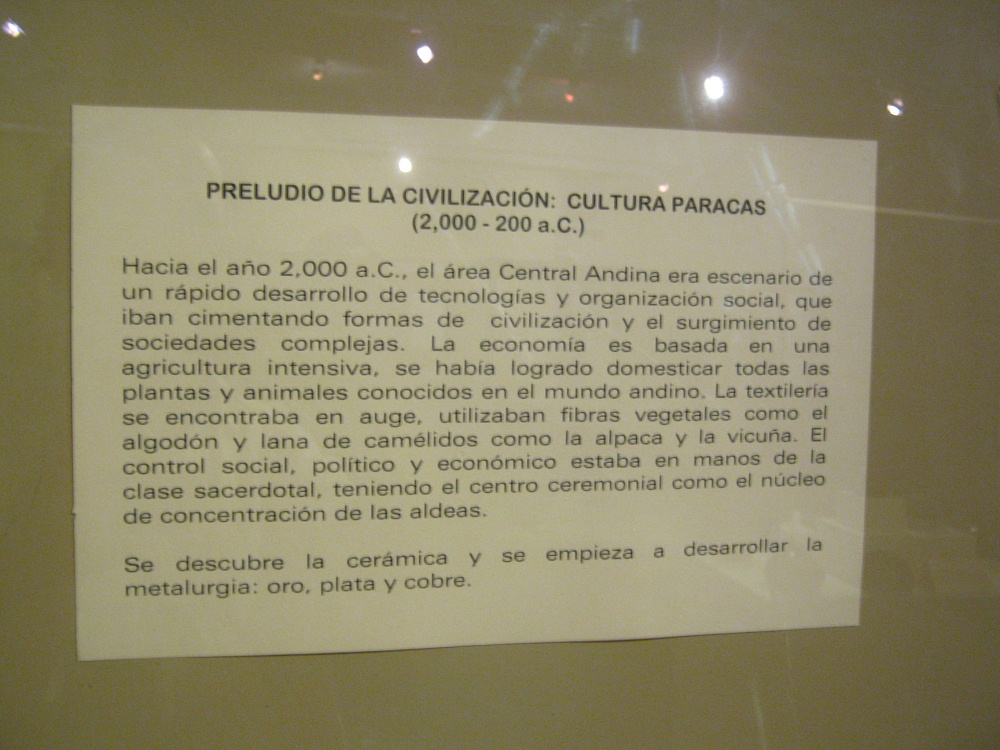 PRELUDIO DE LA CIVILIZACIÓN: CULTURA PARACAS
(2,000 - 200 a.C.)
Hacia el año 2,000 a.C., el área Central Andina era escenario de
un rápido desarrollo de tecnologías y organización social, que
iban cimentando formas de civilización y el surgimiento de
sociedades complejas. La economía es basada en una
agricultura intensiva, se había logrado domesticar todas las
plantas y animales conocidos en el mundo andino. La textilería
se encontraba en auge, utilizaban fibras vegetales como el
algodón y lana de camélidos como la alpaca y la vicuña. El
control social, político y económico estaba en manos de la
clase sacerdotal, teniendo el centro ceremonial como el núcleo
de concentración de las aldeas.
Se descubre la cerámica y se empieza a desarrollar la
metalurgia: oro, plata y cobre.